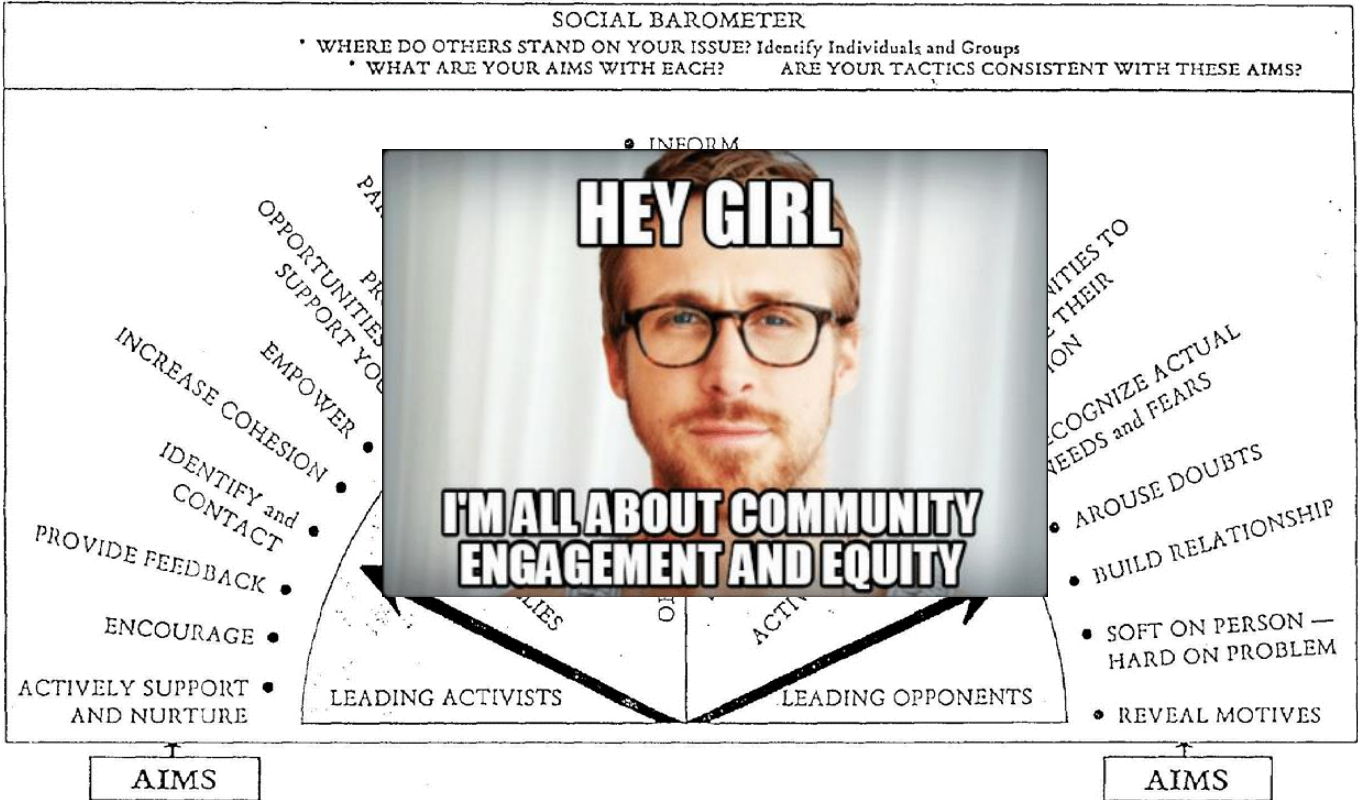 SOCIAL BAROMETER
• WHERE DO OTHERS STAND ON YOUR ISSUE? Identify Individuals and Groups
• WHAT ARE YOUR AIMS WITH EACH? ARE YOUR TACTICS CONSISTENT WITH THESE AIMS?
• INFORM
OPPORTUNITIES
SUPPORT
EMPOWER
INCREASE COHESION
IDENTIFY and
CONTACT
PROVIDE FEEDBACK
ENCOURAGE
ACTIVELY SUPPORT
AND NURTURE
HEY GIRL
I'M ALL ABOUT COMMUNITY
ENGAGEMENT AND EQUITY
TO
THEIR
ACTUAL
and FEARS
AROUSE DOUBTS
BUILD RELATIONSHIP
SOFT ON PERSON —
HARD ON PROBLEM
• REVEAL MOTIVES
LEADING ACTIVISTS
LEADING OPPONENTS
AIMS
AIMS